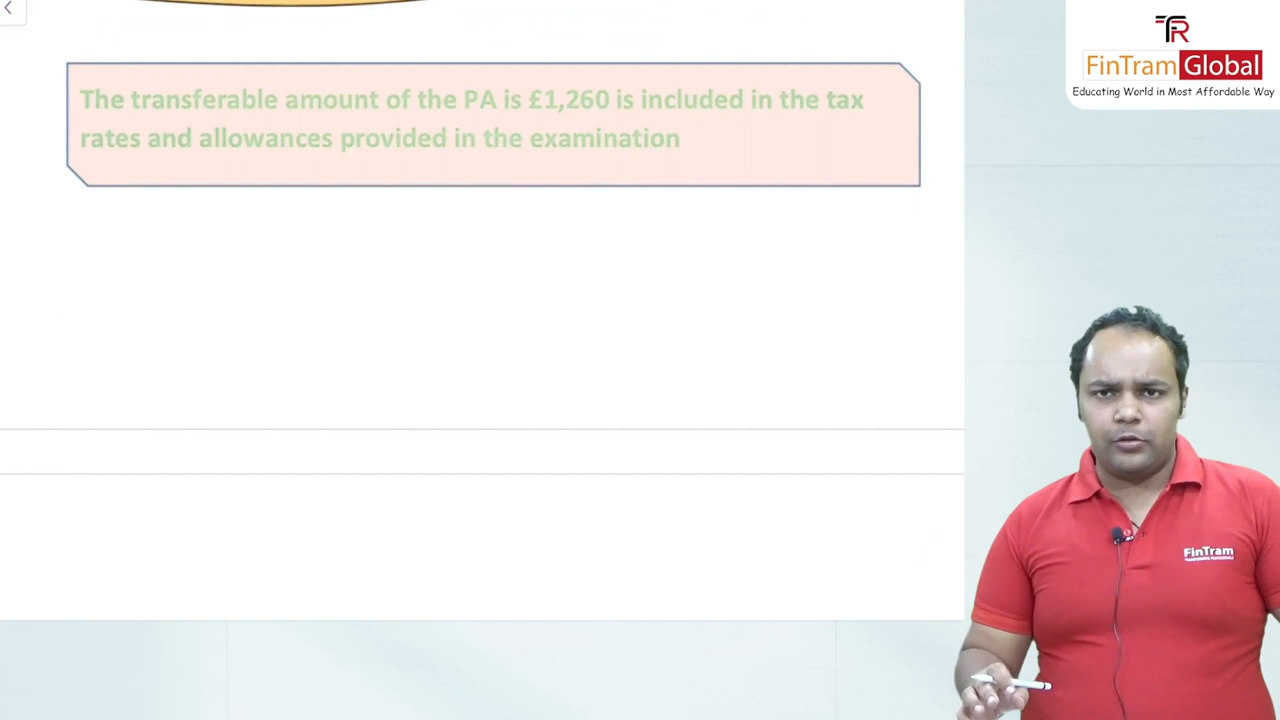 The transferable amount of the PA is £1,260 is included in the tax
rates and allowances provided in the examination
TR
FinTram Global
Educating World in Most Affordable Way
FinTram